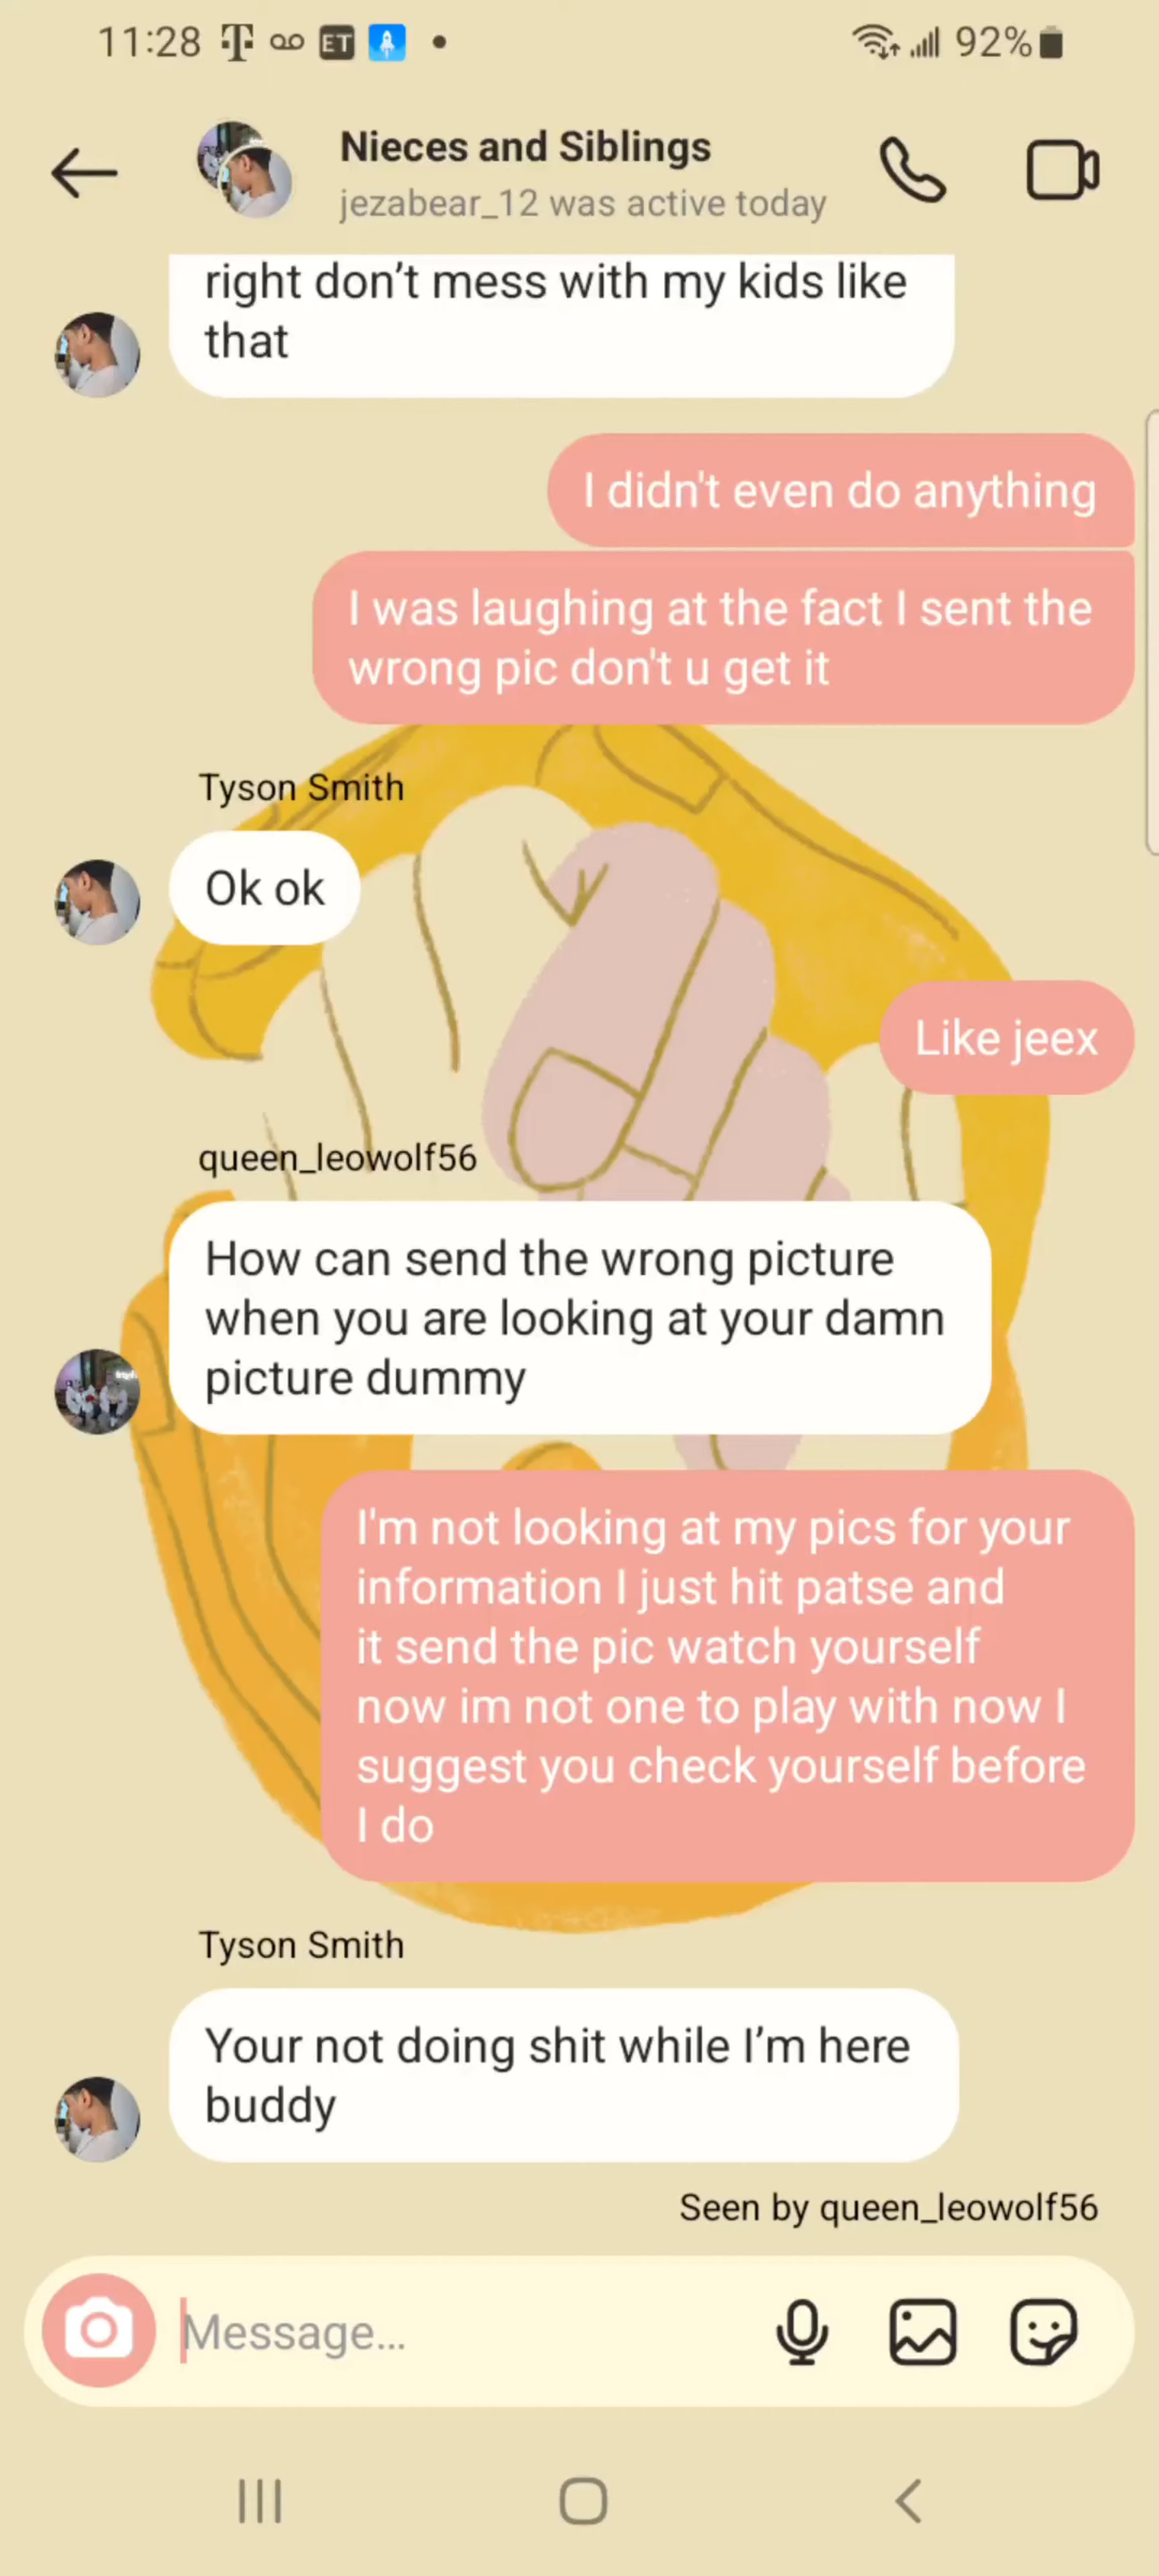 11:28 T ET 92%
Nieces and Siblings
jezabear_12 was active today
right don’t mess with my kids like
that
I didn't even do anything
I was laughing at the fact I sent the
wrong pic don't u get it
Tyson Smith
Ok ok
Like jeex
queen_leowolf56
How can send the wrong picture
when you are looking at your damn
picture dummy
I'm not looking at my pics for your
information I just hit patse and
it send the pic watch yourself
now im not one to play with now I
suggest you check yourself before
I do
Tyson Smith
Your not doing shit while I’m here
buddy
Seen by queen_leowolf56
Message...